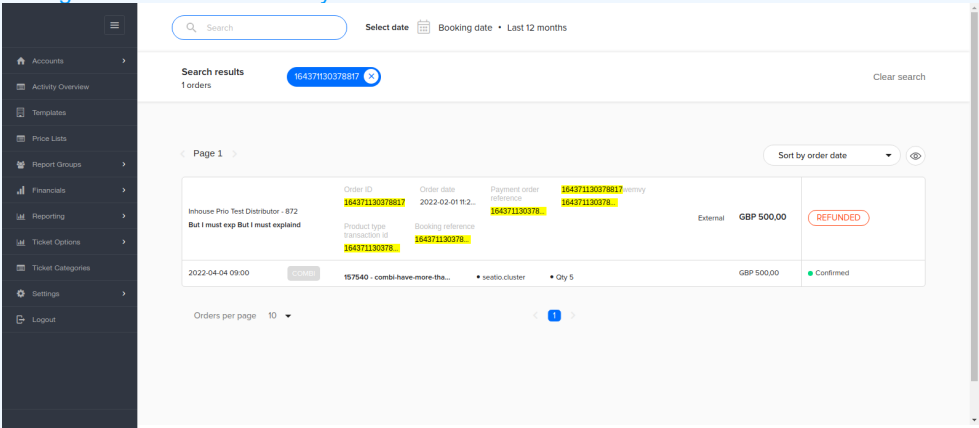 Search
Select date
Booking date • Last 12 months
Accounts
Activity Overview
Templates
Price Lists
Report Groups
Financials
Reporting
Ticket Options
Ticket Categories
Settings
Logout
Search results
1 orders
164371130378817
Clear search
Page 1
Sort by order date
Inhouse Prio Test Distributor - 872
But I must exp But I must explaind
Order ID
164371130378817
Order date
2022-02-01 11:2...
Payment order
reference
164371130378...
164371130378817wemvy
164371130378...
Product type
transaction id
164371130378...
Booking reference
164371130378...
External
GBP 500,00
REFUNDED
2022-04-04 09:00
COMBI
157540 - combi-have-more-tha...
• seatio.cluster
• Qty 5
GBP 500,00
Confirmed
Orders per page 10
1